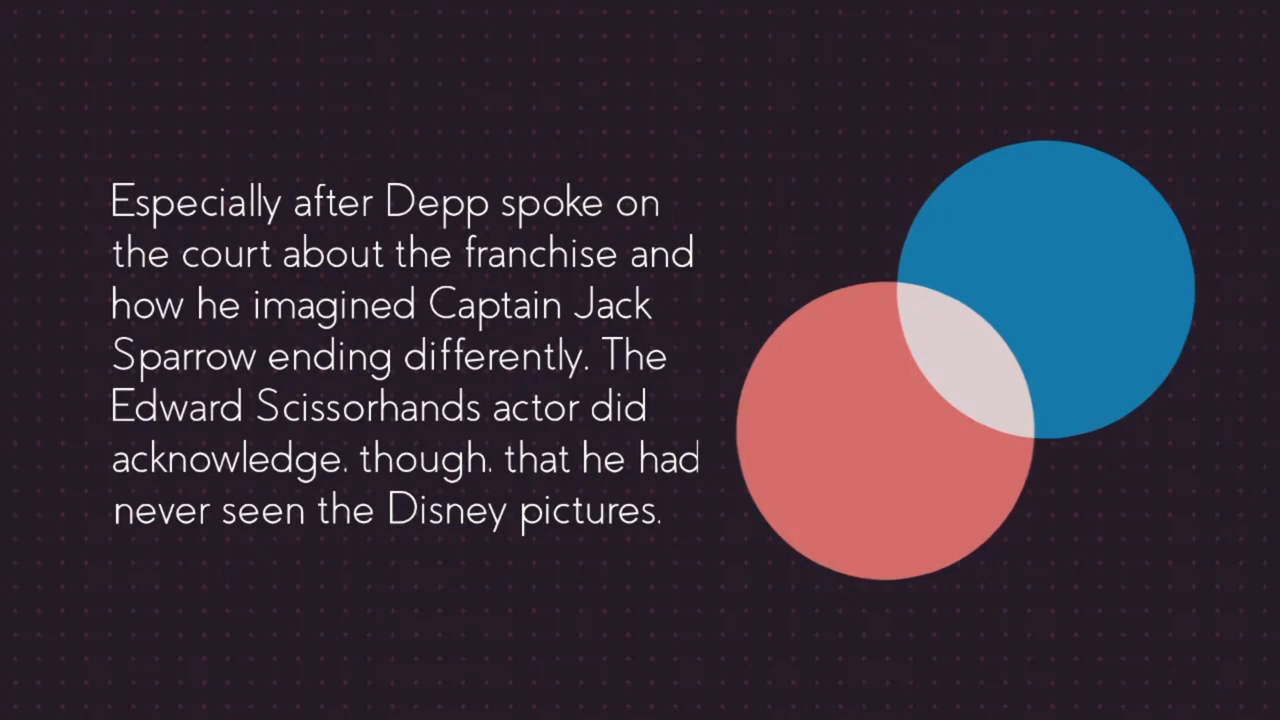 Especially after Depp spoke on
the court about the franchise and
how he imagined Captain Jack
Sparrow ending differently. The
Edward Scissorhands actor did
acknowledge. though. that he had
never seen the Disney pictures.